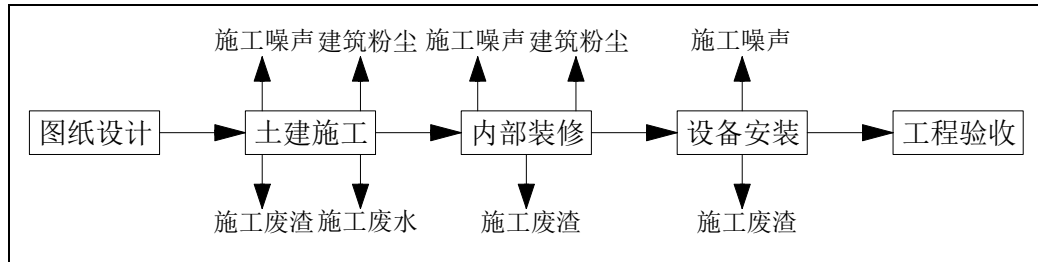 施工噪声 建筑粉尘 施工噪声 建筑粉尘 施工噪声
图纸设计 土建施工 内部装修 设备安装 工程验收
施工废渣 施工废水 施工废渣 施工废渣